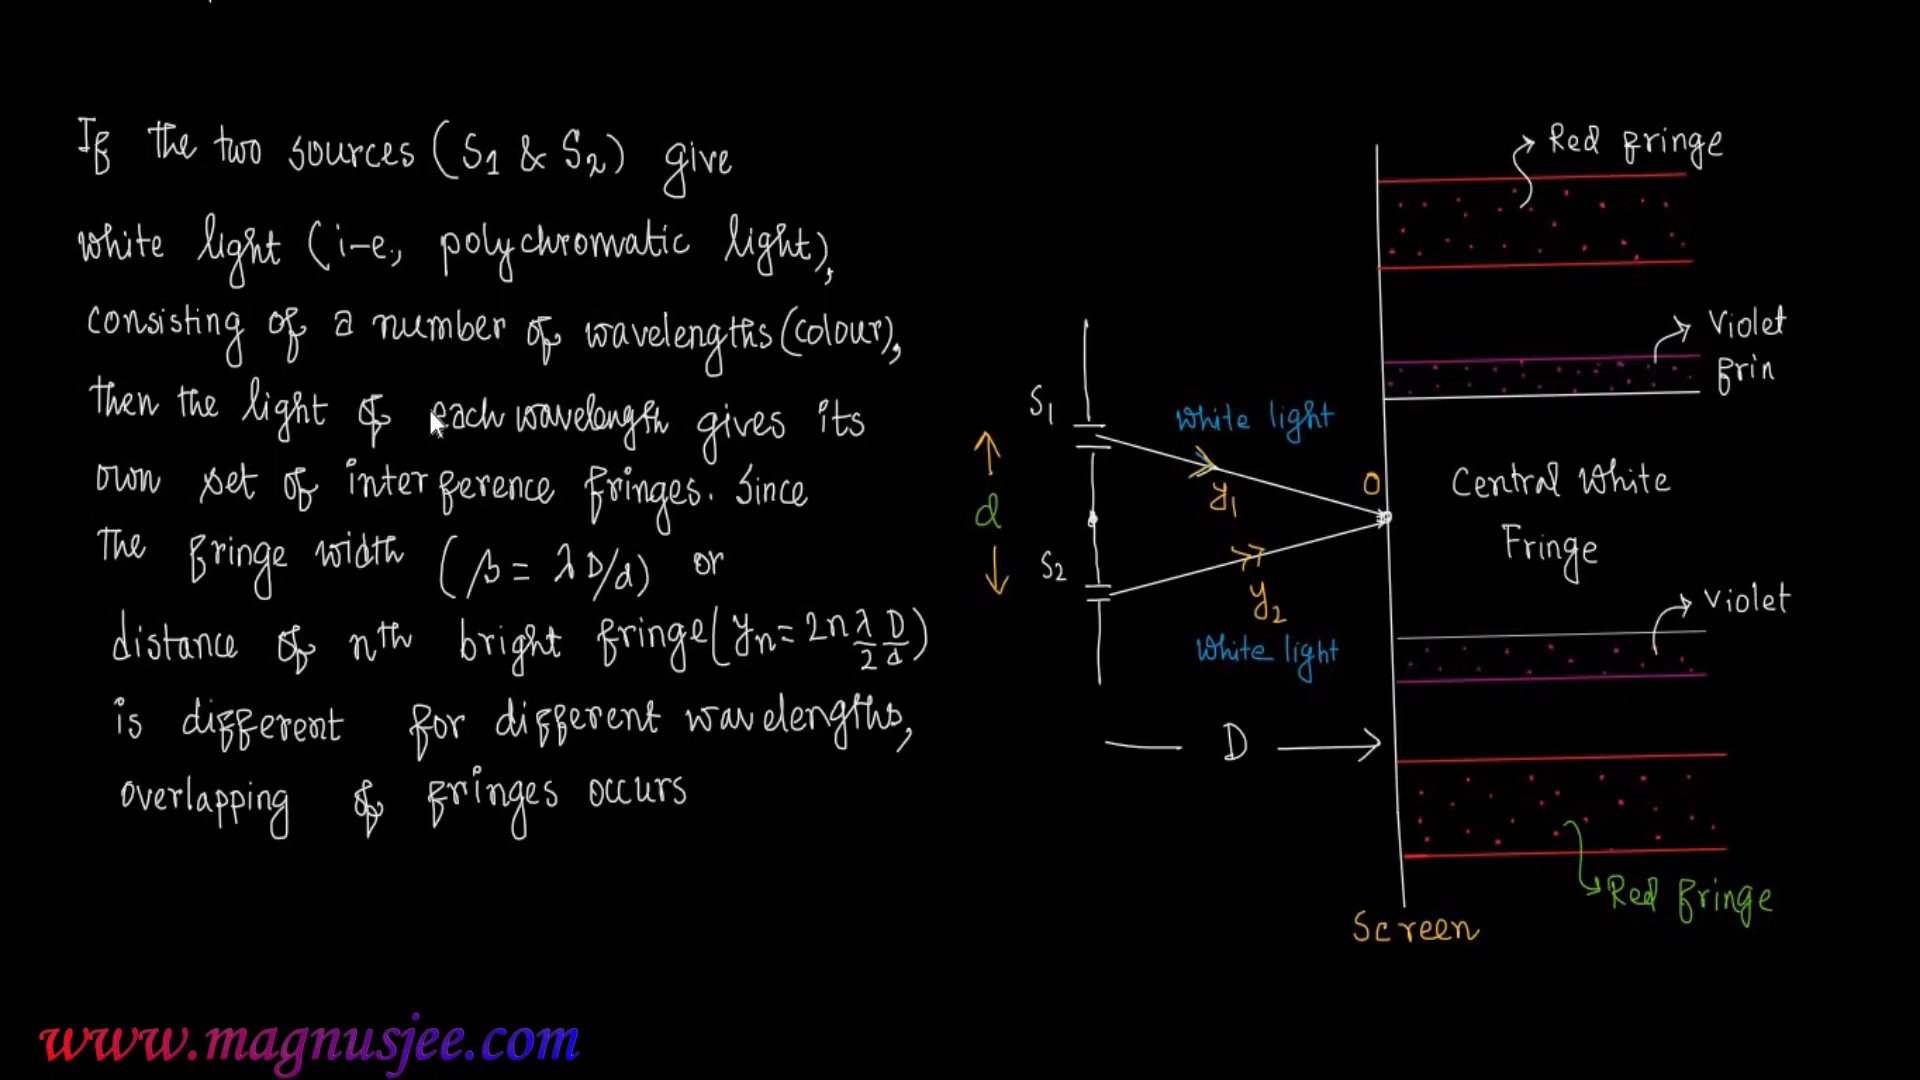 If the two sources (S1 & S2) give
white light (i-e., polychromatic light),
consisting of a number of wavelengths (colour),
then the light of each wavelength gives its
own set of interference fringes. Since
the fringe width (β = λ D/d) or
distance of nth bright fringe (yn = 2n λ/2 D/d)
is different for different wavelengths,
overlapping of fringes occurs
Red fringe
Violet
frin
S1
white light
y1
O
d
Central White
Fringe
S2
y2
White light
Violet
D
Red fringe
Screen
www.magnusjee.com